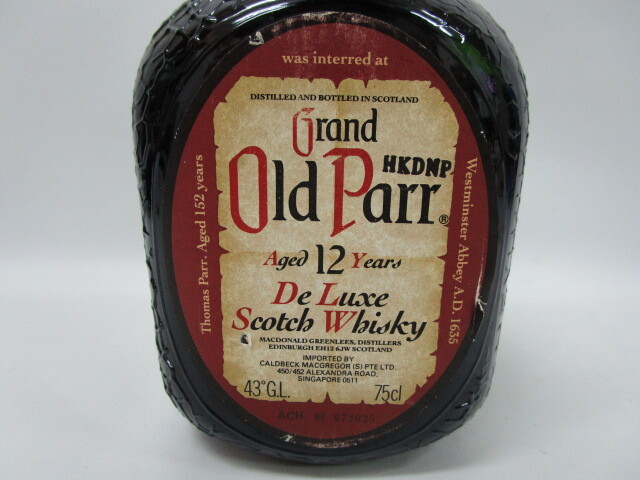 was interred at
DISTILLED AND BOTTLED IN SCOTLAND
Grand
Old Parr®
HKDNP
Aged 12 Years
De Luxe
Scotch Whisky
MACDONALD GREENLEES, DISTILLERS
EDINBURGH EH12 6JW SCOTLAND
IMPORTED BY
CALDBECK MACGREGOR (S) PTE LTD.
450/452 ALEXANDRA ROAD,
SINGAPORE 0511
43°G.L. 75cl
Thomas Parr. Aged 152 years
Westminster Abbey A.D. 1635
ACH